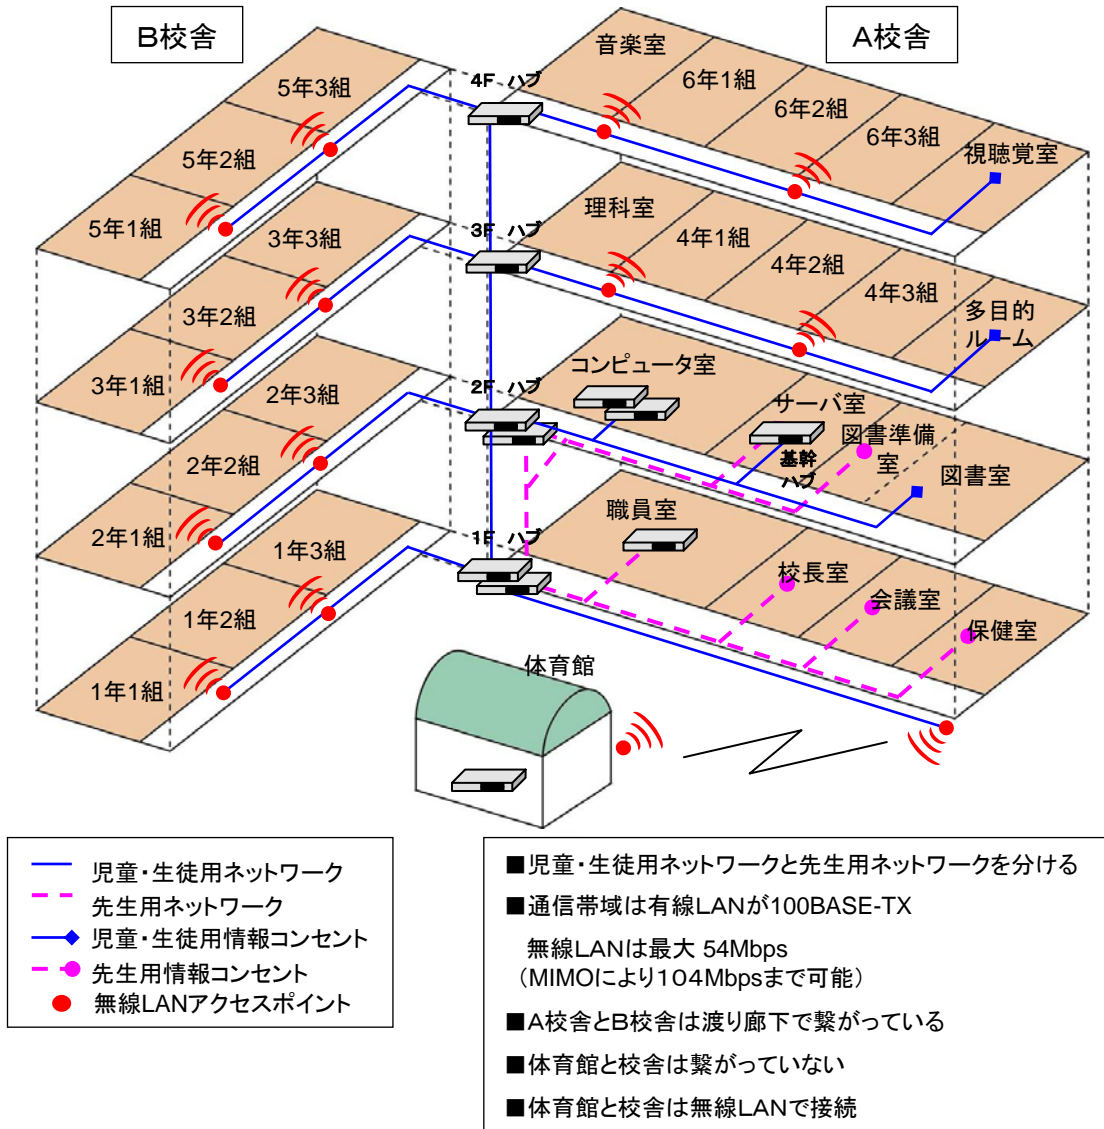 B校舎
A校舎
5年3組
5年2組
5年1組
4F ハブ
音楽室
6年1組
6年2組
6年3組
視聴覚室
3年3組
3年2組
3年1組
3F ハブ
理科室
4年1組
4年2組
4年3組
多目的
ルーム
2年3組
2年2組
2年1組
2F ハブ
コンピュータ室
サーバ室
基幹
ハブ
図書準備
室
図書室
1年3組
1年2組
1年1組
1F ハブ
職員室
校長室
会議室
保健室
体育館
児童・生徒用ネットワーク
先生用ネットワーク
児童・生徒用情報コンセント
先生用情報コンセント
無線LANアクセスポイント
■児童・生徒用ネットワークと先生用ネットワークを分ける
■通信帯域は有線LANが100BASE-TX
無線LANは最大 54Mbps
（MIMOにより104Mbpsまで可能）
■A校舎とB校舎は渡り廊下で繋がっている
■体育館と校舎は繋がっていない
■体育館と校舎は無線LANで接続